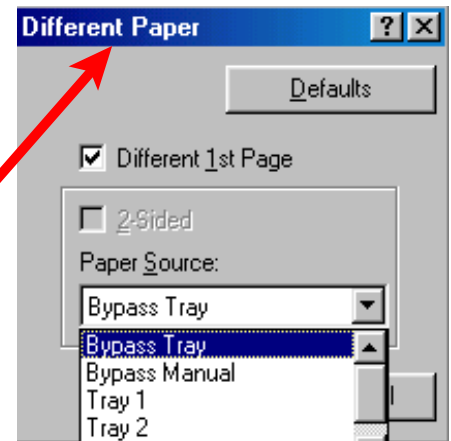 Different Paper
Defaults
Different 1st Page
2-Sided
Paper Source:
Bypass Tray
Bypass Tray
Bypass Manual
Tray 1
Tray 2